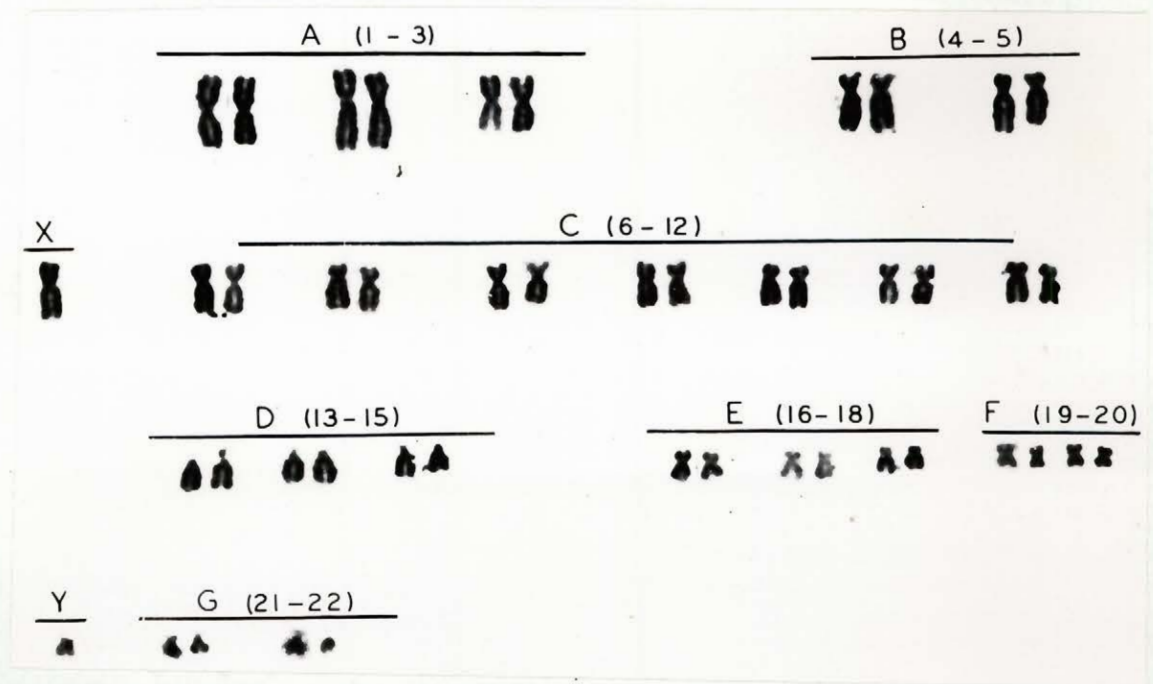 A (1 - 3) B (4 - 5)
X C (6 - 12)
D (13 - 15) E (16 - 18) F (19 - 20)
Y G (21 - 22)